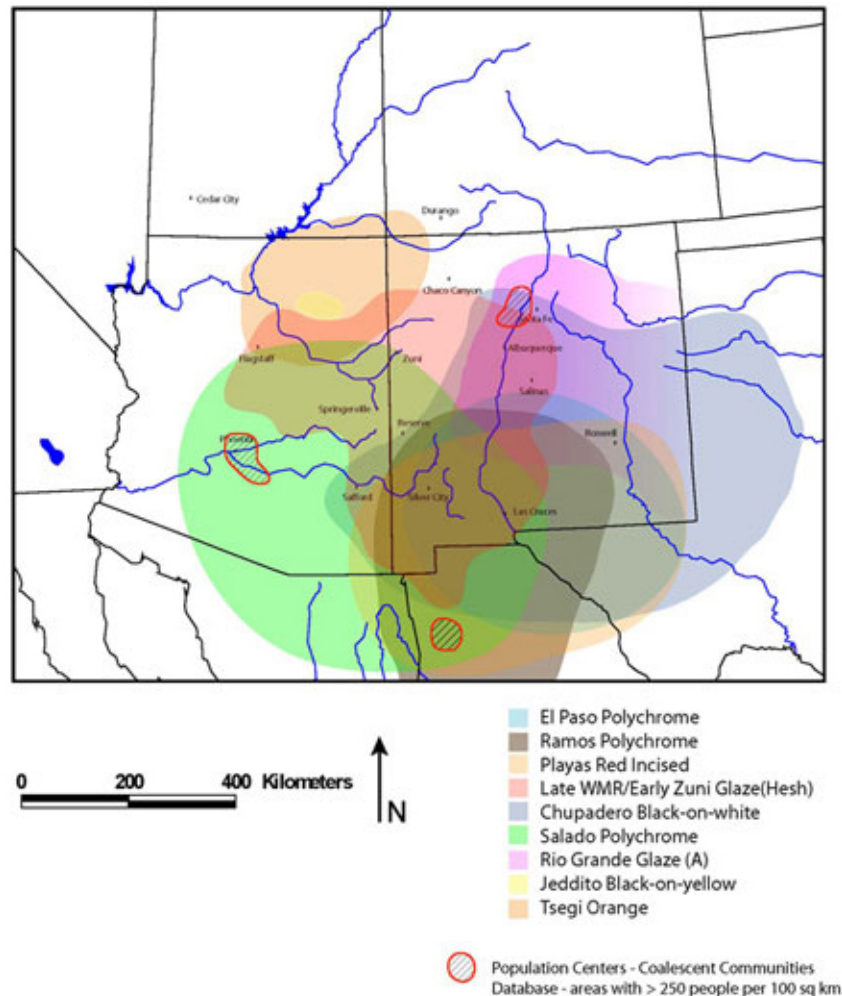 Cedar City
Durango
Chaco Canyon
Santa Fe
Flagstaff
Zuni
Albuquerque
Salinas
Springerville
Reserve
Roswell
Phoenix
Safford
Silver City
Las Cruces
0 200 400 Kilometers
N
El Paso Polychrome
Ramos Polychrome
Playas Red Incised
Late WMR/Early Zuni Glaze(Hesh)
Chupadero Black-on-white
Salado Polychrome
Rio Grande Glaze (A)
Jeddito Black-on-yellow
Tsegi Orange
Population Centers - Coalescent Communities
Database - areas with > 250 people per 100 sq km